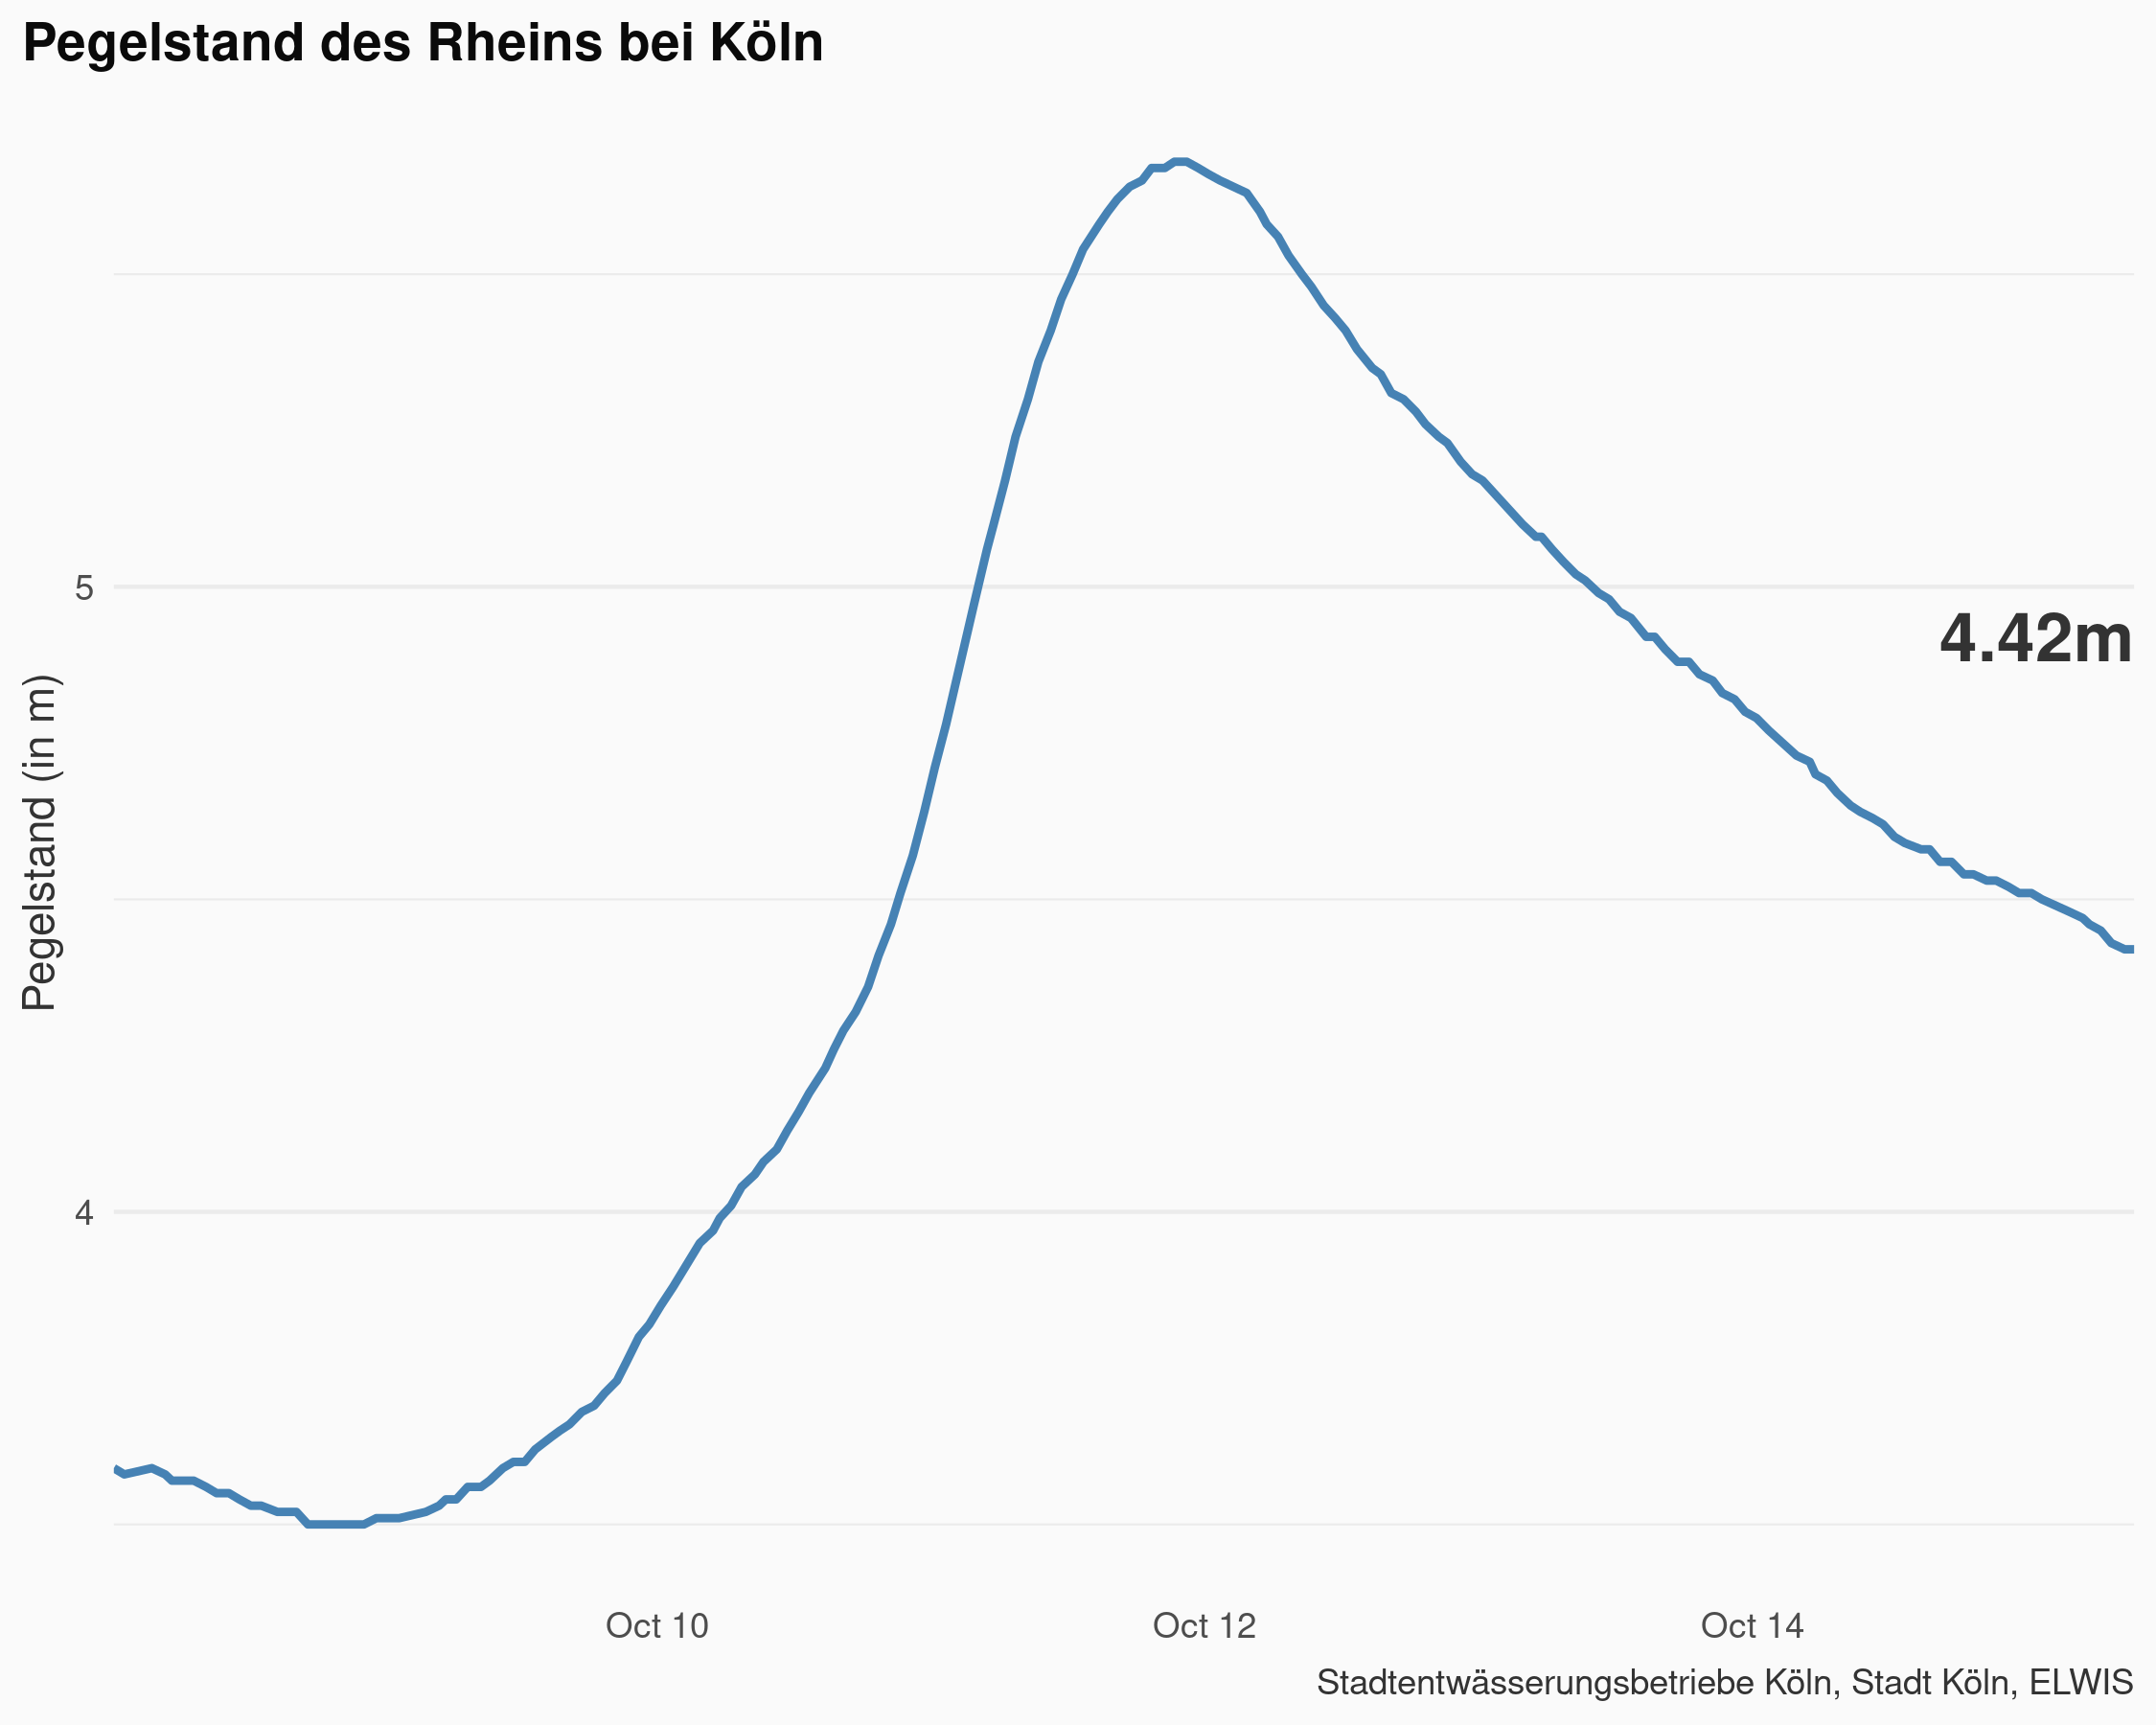 Pegelstand des Rheins bei Köln
Pegelstand (in m)
5
4
4.42m
Oct 10
Oct 12
Oct 14
Stadtentwässerungsbetriebe Köln, Stadt Köln, ELWIS